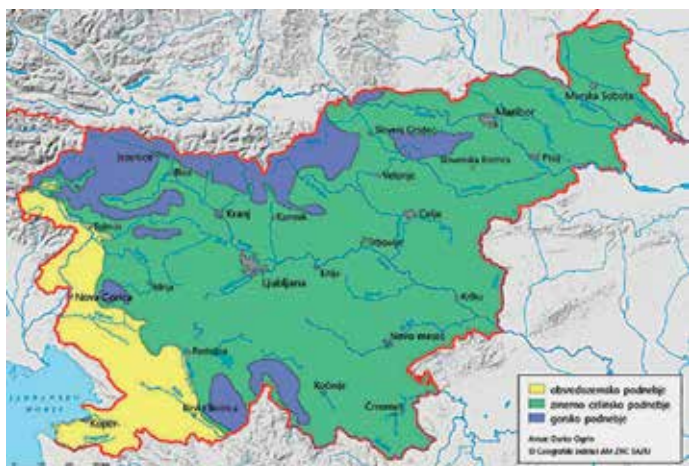 Murska Sobota
Maribor
Slovenj Gradec
Jesenice
Bled
Slovenska Bistrica
Ptuj
Velenje
Kranj
Kamnik
Celje
Tolmin
Trbovlje
Ljubljana
Litija
Idrija
Nova Gorica
Krško
Novo mesto
Postojna
Kočevje
Ilirska Bistrica
Črnomelj
Koper
JADRANSKO
MORJE
obsredozemsko podnebje
zmerno celinsko podnebje
gorsko podnebje
Avtor: Darko Ogrin
© Geografski inštitut AM ZRC SAZU